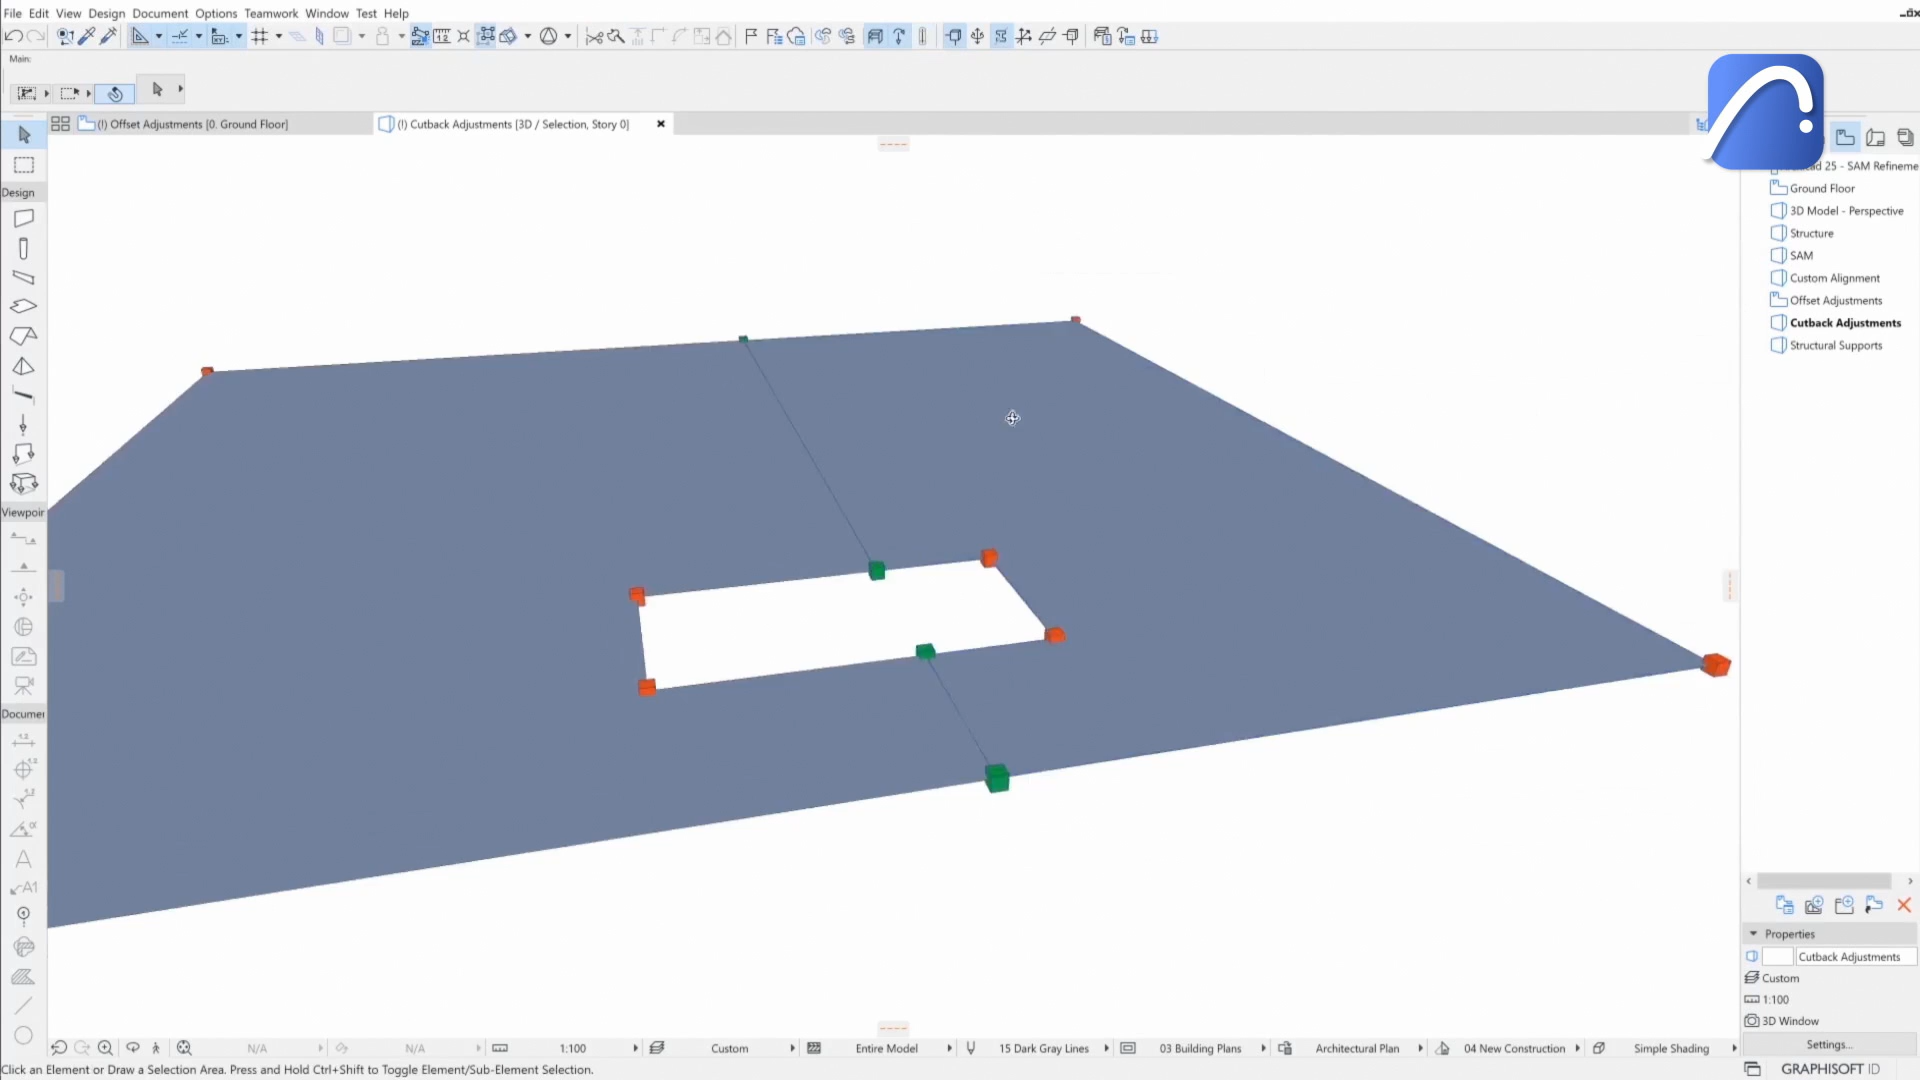 File Edit View Design Document Options Teamwork Window Test Help
Main:
(!) Offset Adjustments [0. Ground Floor]
(!) Cutback Adjustments [3D / Selection, Story 0]
25 - SAM Refineme
Ground Floor
3D Model - Perspective
Structure
SAM
Custom Alignment
Offset Adjustments
Cutback Adjustments
Structural Supports
Design
Viewpoir
Documer
A
A1
Properties
Cutback Adjustments
Custom
1:100
3D Window
Settings...
N/A N/A 1:100 Custom Entire Model 15 Dark Gray Lines 03 Building Plans Architectural Plan 04 New Construction Simple Shading
Click an Element or Draw a Selection Area. Press and Hold Ctrl+Shift to Toggle Element/Sub-Element Selection.
GRAPHISOFT ID